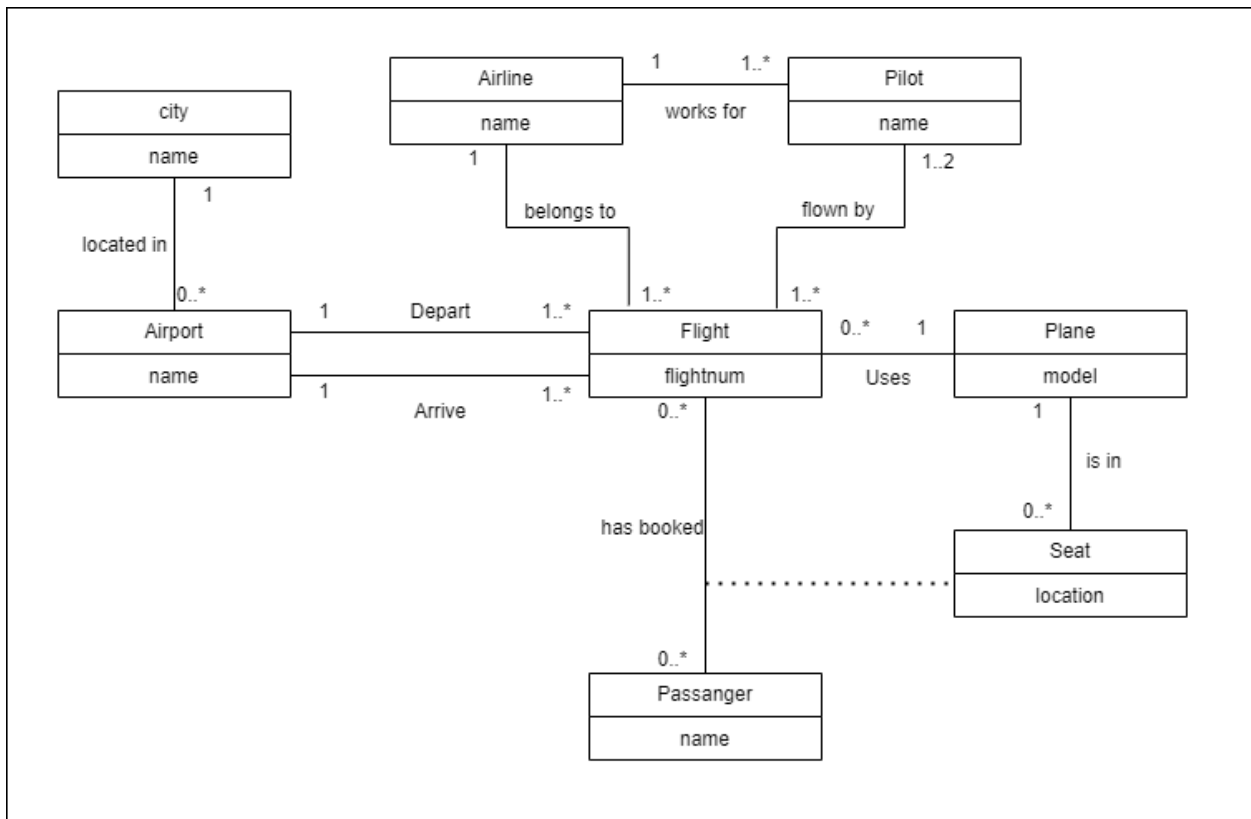 Airline
name
1
1..*
works for
Pilot
name
city
name
1
1
1..2
belongs to
flown by
located in
0..*
1..*
1..*
Airport
name
1
Depart
1..*
1
Arrive
1..*
Flight
flightnum
0..*
1
Uses
Plane
model
0..*
1
is in
has booked
0..*
Seat
location
0..*
Passanger
name